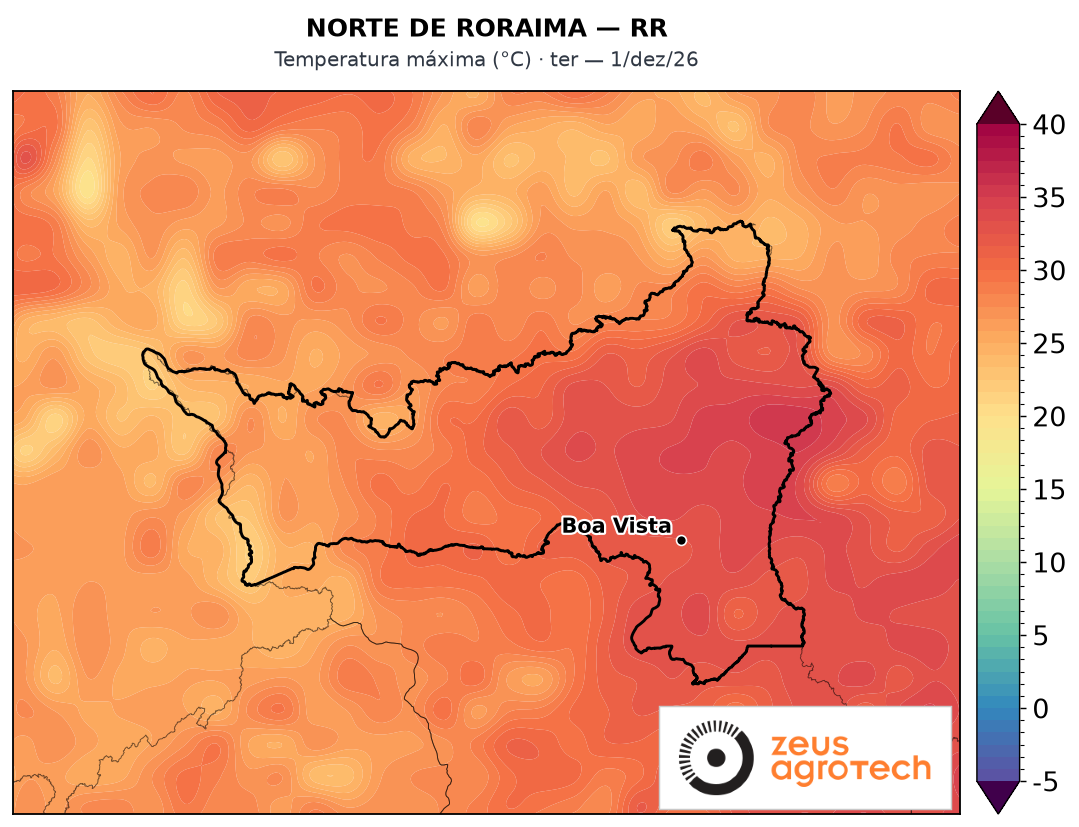 NORTE DE RORAIMA — RR
Temperatura máxima (°C) · ter — 1/dez/26
40
35
30
25
20
15
10
5
0
-5
Boa Vista
zeus
agrotech